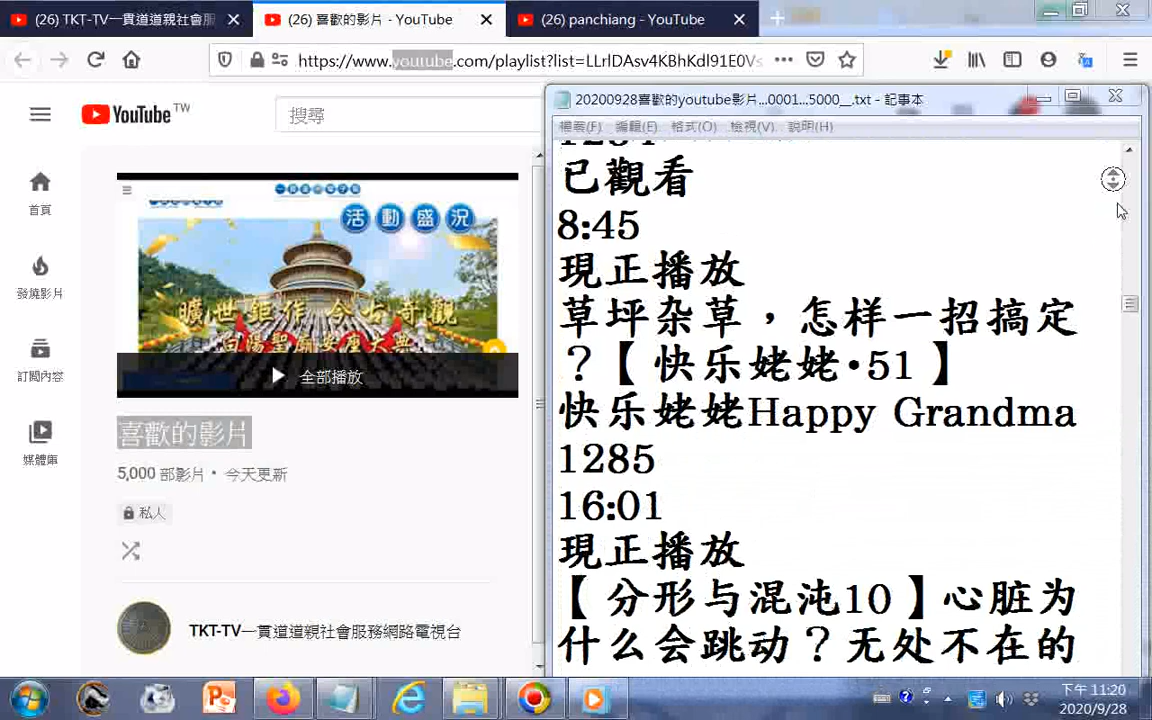 (26) TKT-TV一貫道道親社會服
(26) 喜歡的影片 - YouTube
(26) panchiang - YouTube
https://www.youtube.com/playlist?list=LLrlDAsv4KBhKdl91E0Vs
YouTube TW
搜尋
首頁
發燒影片
訂閱內容
媒體庫
活動盛況
曠世鉅作 今古奇觀
全部播放
喜歡的影片
5,000 部影片 • 今天更新
私人
TKT-TV一貫道道親社會服務網路電視台
20200928喜歡的youtube影片...0001...5000__.txt - 記事本
檔案(F) 編輯(E) 格式(O) 檢視(V) 說明(H)
已觀看
8:45
現正播放
草坪杂草，怎样一招搞定
？【快乐姥姥•51】
快乐姥姥Happy Grandma
1285
16:01
現正播放
【分形与混沌10】心脏为
什么会跳动？无处不在的
下午 11:20
2020/9/28